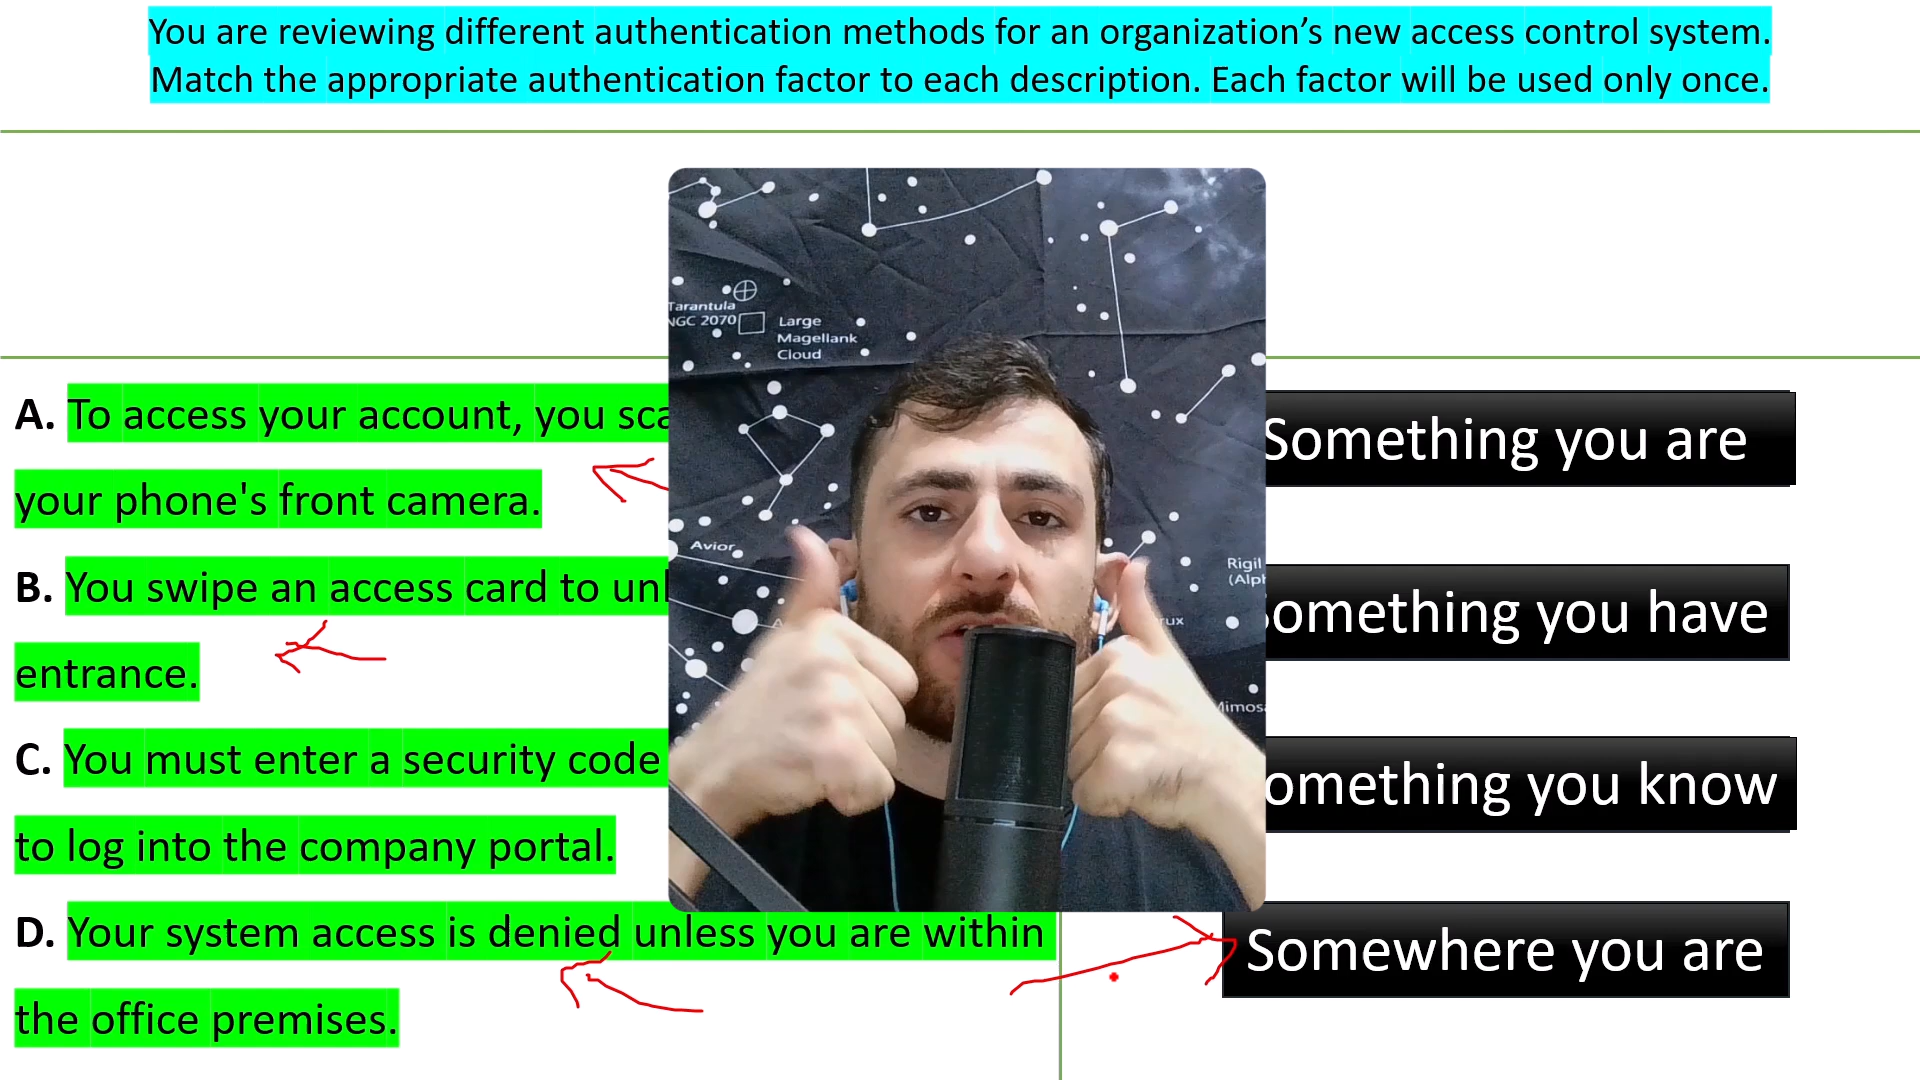 You are reviewing different authentication methods for an organization’s new access control system.
Match the appropriate authentication factor to each description. Each factor will be used only once.
Tarantula
NGC 2070
Large
Magellank
Cloud
A. To access your account, you
your phone's front camera.
Something you are
Avior
Rigil
B. You swipe an access card to
entrance.
Something you have
Mimosa
C. You must enter a security code
to log into the company portal.
Something you know
D. Your system access is denied unless you are within
the office premises.
Somewhere you are